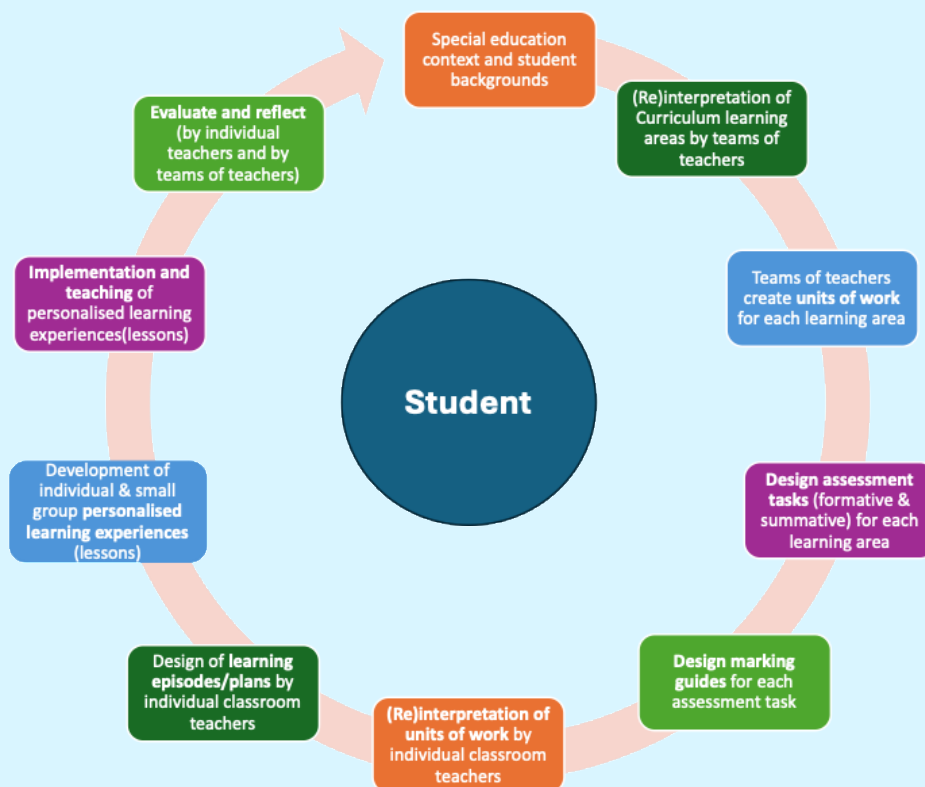 Special education
context and student
backgrounds
(Re)interpretation of
Curriculum learning
areas by teams of
teachers
Teams of teachers
create units of work
for each learning area
Design assessment
tasks (formative &
summative) for each
learning area
Design marking
guides for each
assessment task
(Re)interpretation of
units of work by
individual classroom
teachers
Design of learning
episodes/plans by
individual classroom
teachers
Development of
individual & small
group personalised
learning experiences
(lessons)
Implementation and
teaching of
personalised learning
experiences(lessons)
Evaluate and reflect
(by individual
teachers and by
teams of teachers)
Student